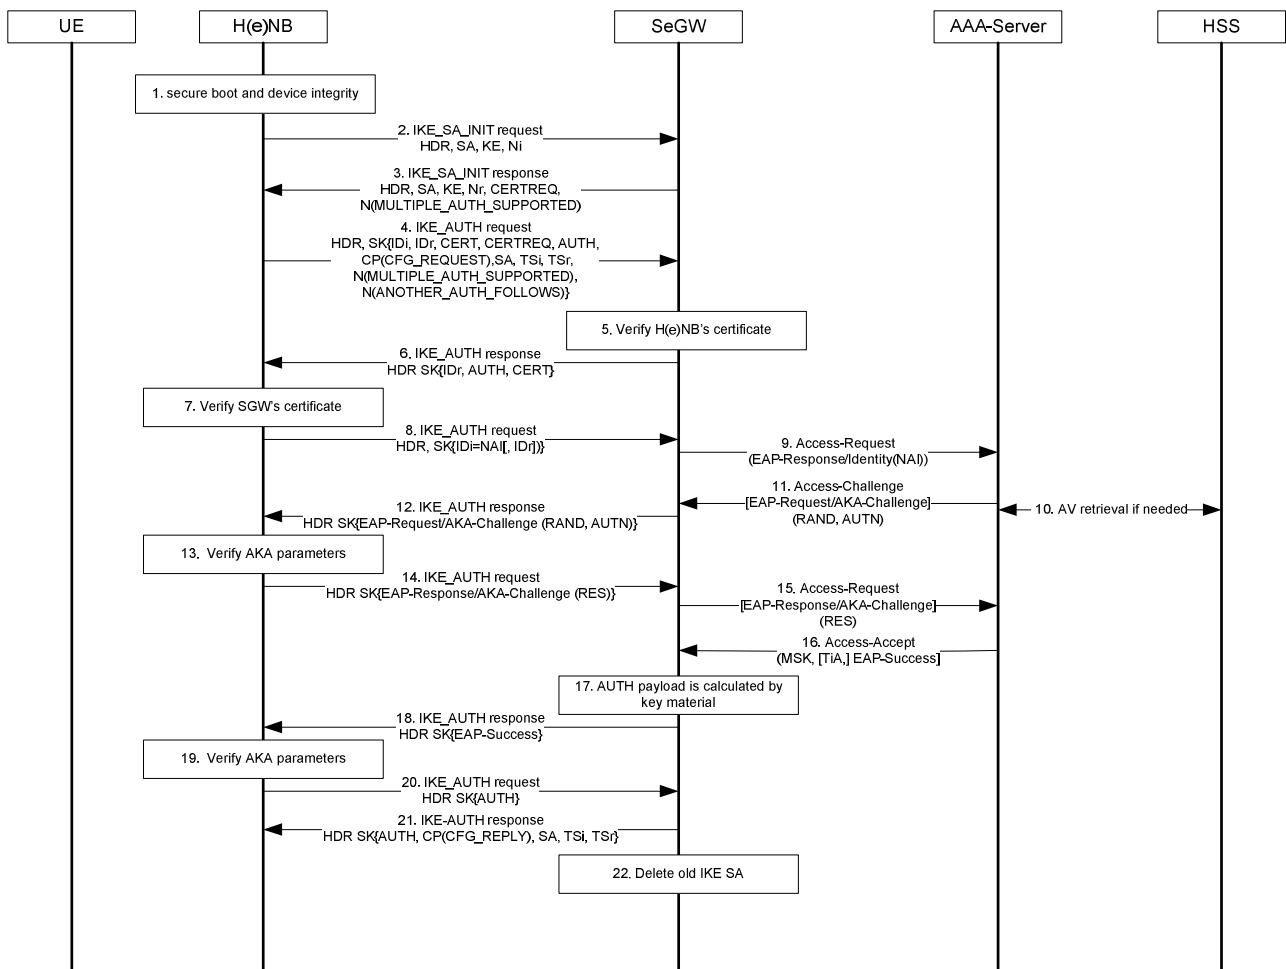 UE
H(e)NB
SeGW
AAA-Server
HSS
1. secure boot and device integrity
2. IKE_SA_INIT request
HDR, SA, KE, Ni
3. IKE_SA_INIT response
HDR, SA, KE, Nr, CERTREQ,
N(MULTIPLE_AUTH_SUPPORTED)
4. IKE_AUTH request
HDR, SK{IDi, IDr, CERT, CERTREQ, AUTH,
CP(CFG_REQUEST),SA, TSi, TSr,
N(MULTIPLE_AUTH_SUPPORTED),
N(ANOTHER_AUTH_FOLLOWS)}
5. Verify H(e)NB's certificate
6. IKE_AUTH response
HDR SK{IDr, AUTH, CERT}
7. Verify SGW's certificate
8. IKE_AUTH request
HDR, SK{IDi=NAI[, IDr])}
9. Access-Request
(EAP-Response/Identity(NAI))
10. AV retrieval if needed
11. Access-Challenge
[EAP-Request/AKA-Challenge]
(RAND, AUTN)
12. IKE_AUTH response
HDR SK{EAP-Request/AKA-Challenge (RAND, AUTN)}
13. Verify AKA parameters
14. IKE_AUTH request
HDR SK{EAP-Response/AKA-Challenge (RES)}
15. Access-Request
[EAP-Response/AKA-Challenge]
(RES)
16. Access-Accept
(MSK, [TiA,] EAP-Success]
17. AUTH payload is calculated by
key material
18. IKE_AUTH response
HDR SK{EAP-Success}
19. Verify AKA parameters
20. IKE_AUTH request
HDR SK{AUTH}
21. IKE-AUTH response
HDR SK{AUTH, CP(CFG_REPLY), SA, TSi, TSr}
22. Delete old IKE SA